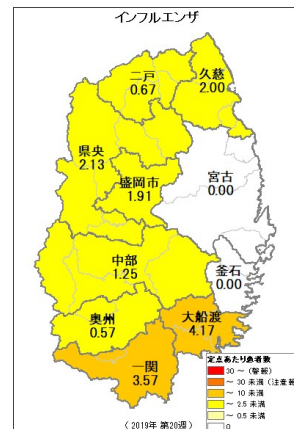 インフルエンザ
二戸
0.67
久慈
2.00
県央
2.13
盛岡市
1.91
宮古
0.00
中部
1.25
釜石
0.00
奥州
0.57
大船渡
4.17
一関
3.57
定点あたり患者数
30 ～ (警報)
～ 30 未満 (注意報
～ 10 未満
～ 2.5 未満
～ 0.5 未満
0
( 2019年 第20週 )